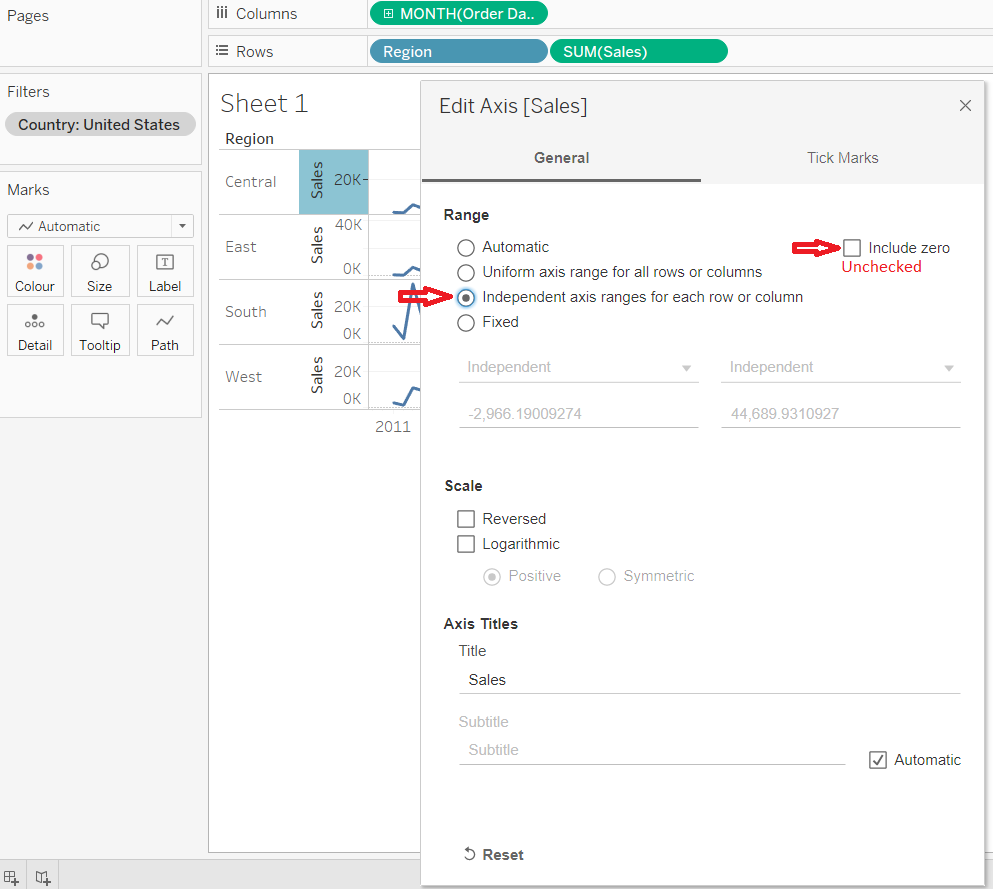 Pages
Columns
MONTH(Order Da..
Rows
Region
SUM(Sales)
Filters
Country: United States
Marks
Automatic
Colour
Size
Label
Detail
Tooltip
Path
Sheet 1
Region
Central
Sales
20K
East
Sales
40K
0K
South
Sales
20K
0K
West
Sales
20K
0K
2011
Edit Axis [Sales]
General
Tick Marks
Range
Automatic
Include zero
Unchecked
Uniform axis range for all rows or columns
Independent axis ranges for each row or column
Fixed
Independent
Independent
-2,966.19009274
44,689.9310927
Scale
Reversed
Logarithmic
Positive
Symmetric
Axis Titles
Title
Sales
Subtitle
Subtitle
Automatic
Reset